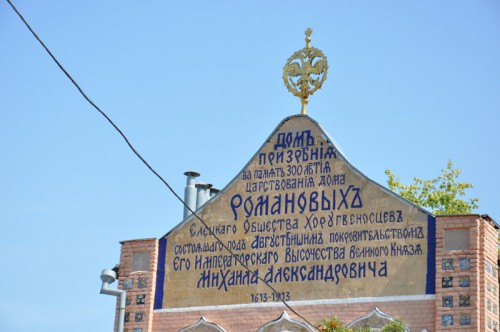 Домъ
призрѣнія
въ память 300 лѣтія
царствованія дома
Романовыхъ
Елецкаго Общества Хоругвеносцевъ
состоящаго подъ Августѣйшимъ покровительствомъ
Его Императорскаго Высочества Великаго Князя
Михаила Александровича
1613-1913